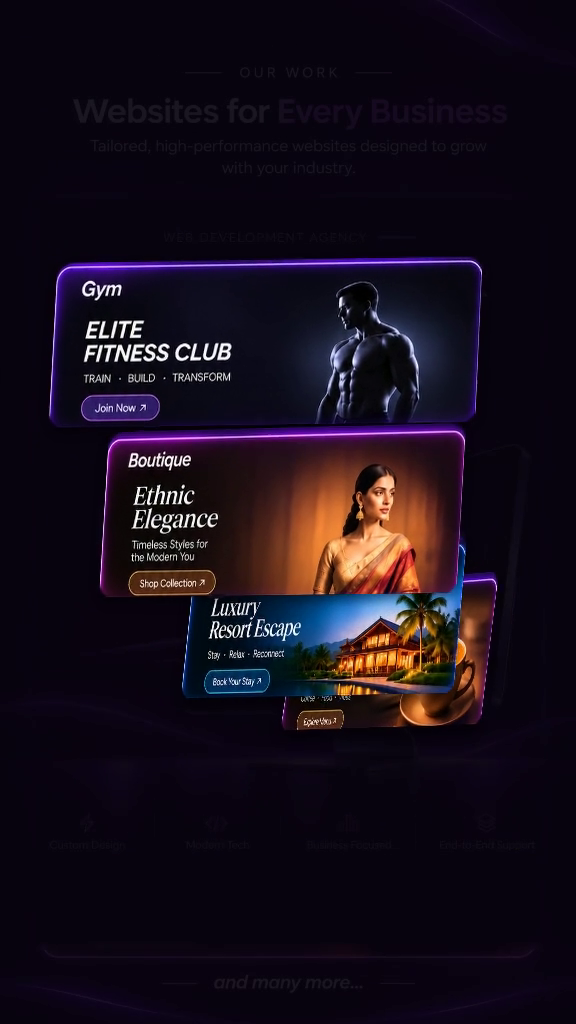 OUR WORK
Websites for Every Business
Tailored, high-performance websites designed to grow
with your industry.
WEB DEVELOPMENT AGENCY
Gym
ELITE
FITNESS CLUB
TRAIN · BUILD · TRANSFORM
Join Now ↗
Boutique
Ethnic
Elegance
Timeless Styles for
the Modern You
Shop Collection ↗
Luxury
Resort Escape
Stay · Relax · Reconnect
Book Your Stay ↗
Custom Design
Modern Tech
End-to-End Support
and many more...